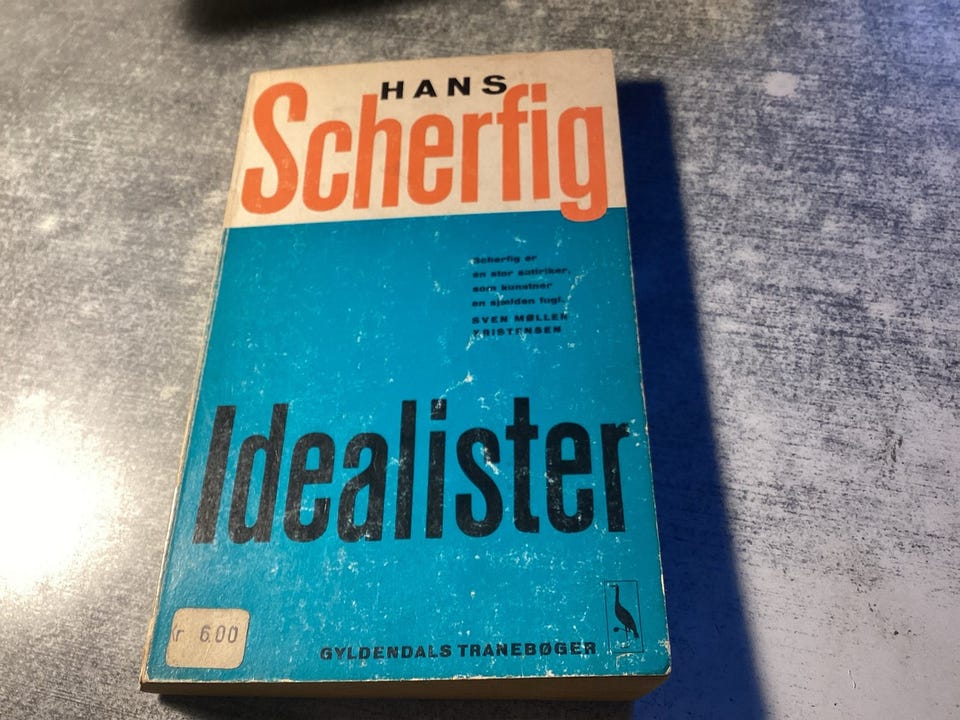 HANS
Scherfig
Scherfig er
en stor satiriker,
som kunstner
en sjælden fugl.
SVEN MØLLER
KRISTENSEN
Idealister
kr 6.00
GYLDENDALS TRANEBØGER